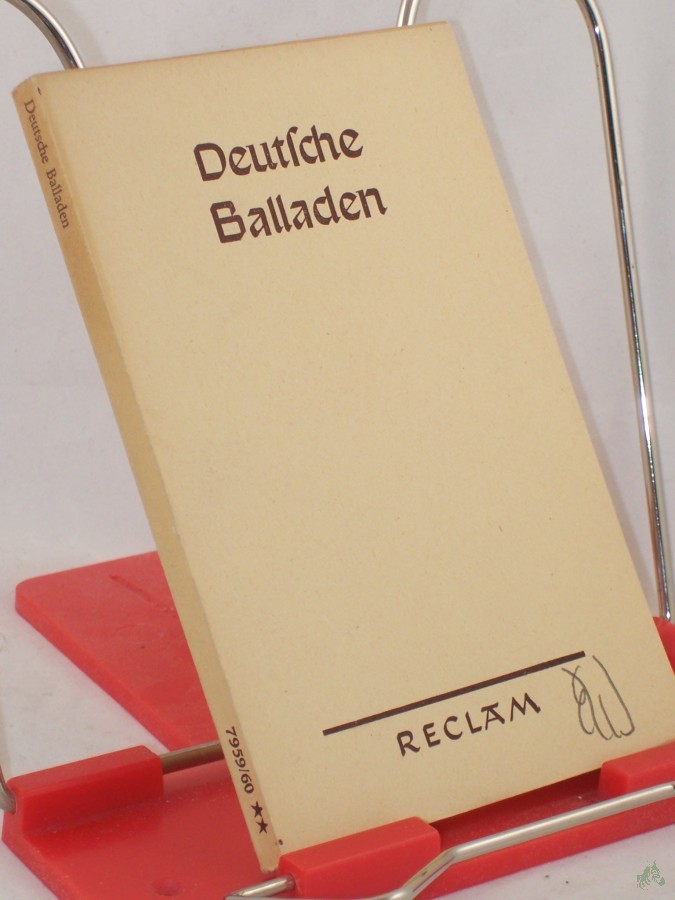 Deutſche
Balladen
RECLAM
Deutsche Balladen
7959/60 ★★